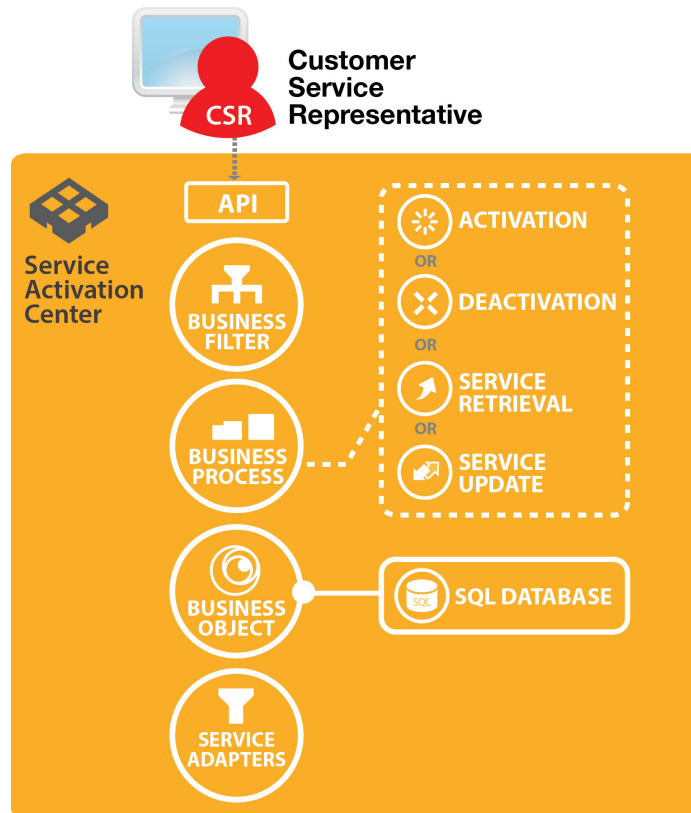 Customer
Service
Representative
CSR
API
Service
Activation
Center
BUSINESS
FILTER
BUSINESS
PROCESS
ACTIVATION
OR
DEACTIVATION
OR
SERVICE
RETRIEVAL
OR
SERVICE
UPDATE
BUSINESS
OBJECT
SQL
SQL DATABASE
SERVICE
ADAPTERS